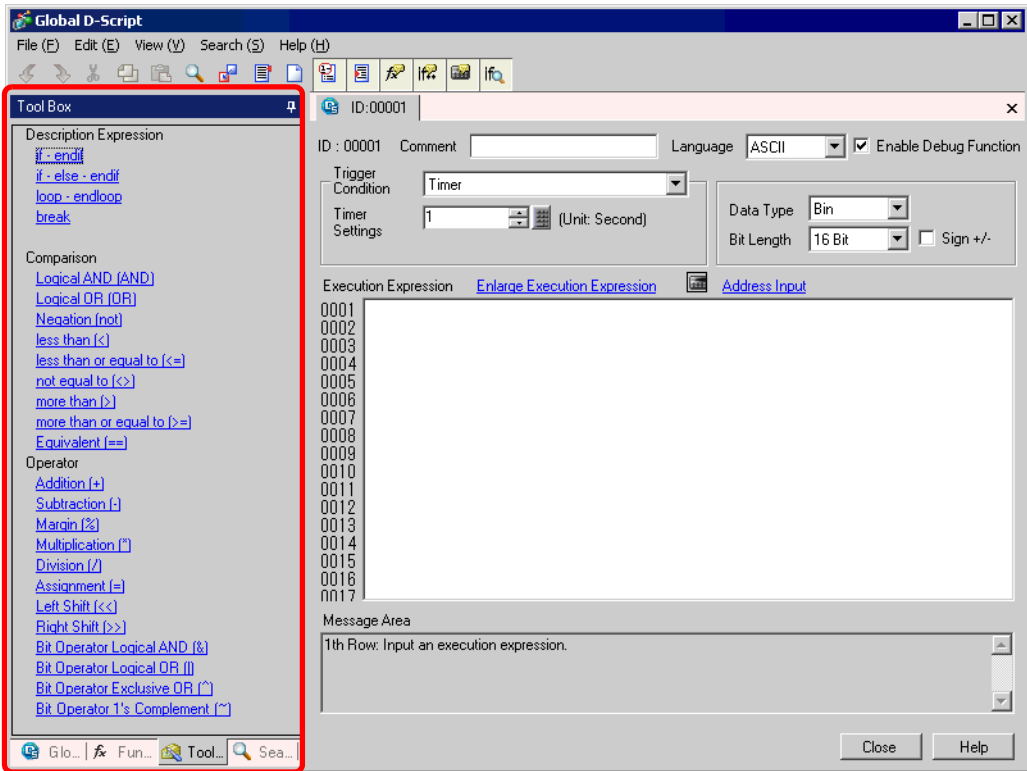 Global D-Script
File (F) Edit (E) View (V) Search (S) Help (H)
Tool Box
Description Expression
if - endif
if - else - endif
loop - endloop
break
Comparison
Logical AND (AND)
Logical OR (OR)
Negation (not)
less than (<)
less than or equal to (<=)
not equal to (<>)
more than (>)
more than or equal to (>=)
Equivalent (==)
Operator
Addition (+)
Subtraction (-)
Margin (%)
Multiplication (*)
Division (/)
Assignment (=)
Left Shift (<<)
Right Shift (>>)
Bit Operator Logical AND (&)
Bit Operator Logical OR (|)
Bit Operator Exclusive OR (^)
Bit Operator 1's Complement (~)
Glo... Fun... Tool... Sea...
ID:00001
ID : 00001 Comment Language ASCII Enable Debug Function
Trigger Condition Timer
Timer Settings 1 (Unit: Second)
Data Type Bin
Bit Length 16 Bit Sign +/-
Execution Expression Enlarge Execution Expression Address Input
0001
0002
0003
0004
0005
0006
0007
0008
0009
0010
0011
0012
0013
0014
0015
0016
0017
Message Area
1th Row: Input an execution expression.
Close Help